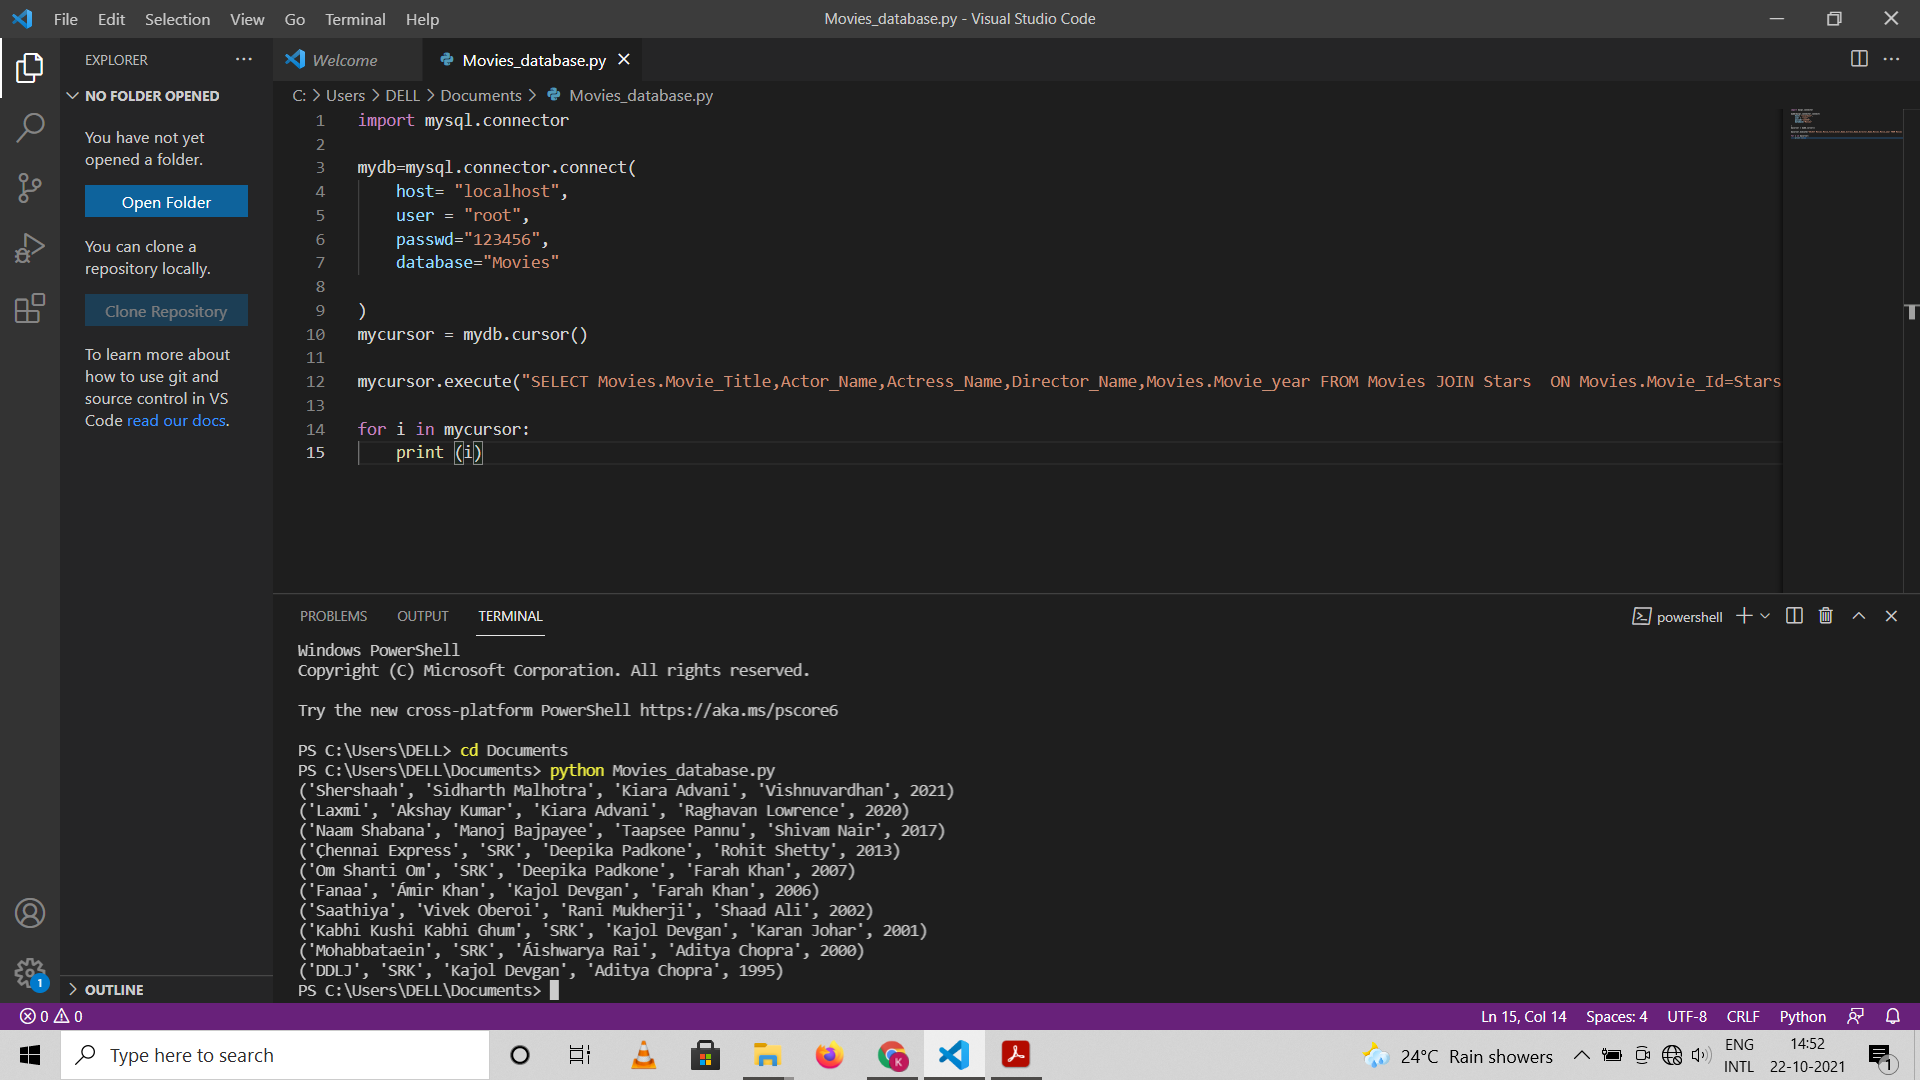 File Edit Selection View Go Terminal Help
Movies_database.py - Visual Studio Code
EXPLORER
NO FOLDER OPENED
You have not yet
opened a folder.
Open Folder
You can clone a
repository locally.
Clone Repository
To learn more about
how to use git and
source control in VS
Code read our docs.
OUTLINE
Welcome
Movies_database.py
C: > Users > DELL > Documents > Movies_database.py
1 import mysql.connector
2
3 mydb=mysql.connector.connect(
4     host= "localhost",
5     user = "root",
6     passwd="123456",
7     database="Movies"
8
9 )
10 mycursor = mydb.cursor()
11
12 mycursor.execute("SELECT Movies.Movie_Title,Actor_Name,Actress_Name,Director_Name,Movies.Movie_year FROM Movies JOIN Stars  ON Movies.Movie_Id=Stars
13
14 for i in mycursor:
15     print (i)
PROBLEMS OUTPUT TERMINAL
powershell
Windows PowerShell
Copyright (C) Microsoft Corporation. All rights reserved.
Try the new cross-platform PowerShell https://aka.ms/pscore6
PS C:\Users\DELL> cd Documents
PS C:\Users\DELL\Documents> python Movies_database.py
('Shershaah', 'Sidharth Malhotra', 'Kiara Advani', 'Vishnuvardhan', 2021)
('Laxmi', 'Akshay Kumar', 'Kiara Advani', 'Raghavan Lowrence', 2020)
('Naam Shabana', 'Manoj Bajpayee', 'Taapsee Pannu', 'Shivam Nair', 2017)
('Çhennai Express', 'SRK', 'Deepika Padkone', 'Rohit Shetty', 2013)
('Om Shanti Om', 'SRK', 'Deepika Padkone', 'Farah Khan', 2007)
('Fanaa', 'Ámir Khan', 'Kajol Devgan', 'Farah Khan', 2006)
('Saathiya', 'Vivek Oberoi', 'Rani Mukherji', 'Shaad Ali', 2002)
('Kabhi Kushi Kabhi Ghum', 'SRK', 'Kajol Devgan', 'Karan Johar', 2001)
('Mohabbataein', 'SRK', 'Áishwarya Rai', 'Aditya Chopra', 2000)
('DDLJ', 'SRK', 'Kajol Devgan', 'Aditya Chopra', 1995)
PS C:\Users\DELL\Documents>
1
0 0
Ln 15, Col 14 Spaces: 4 UTF-8 CRLF Python
Type here to search
K
24°C Rain showers
ENG
INTL
14:52
22-10-2021
1